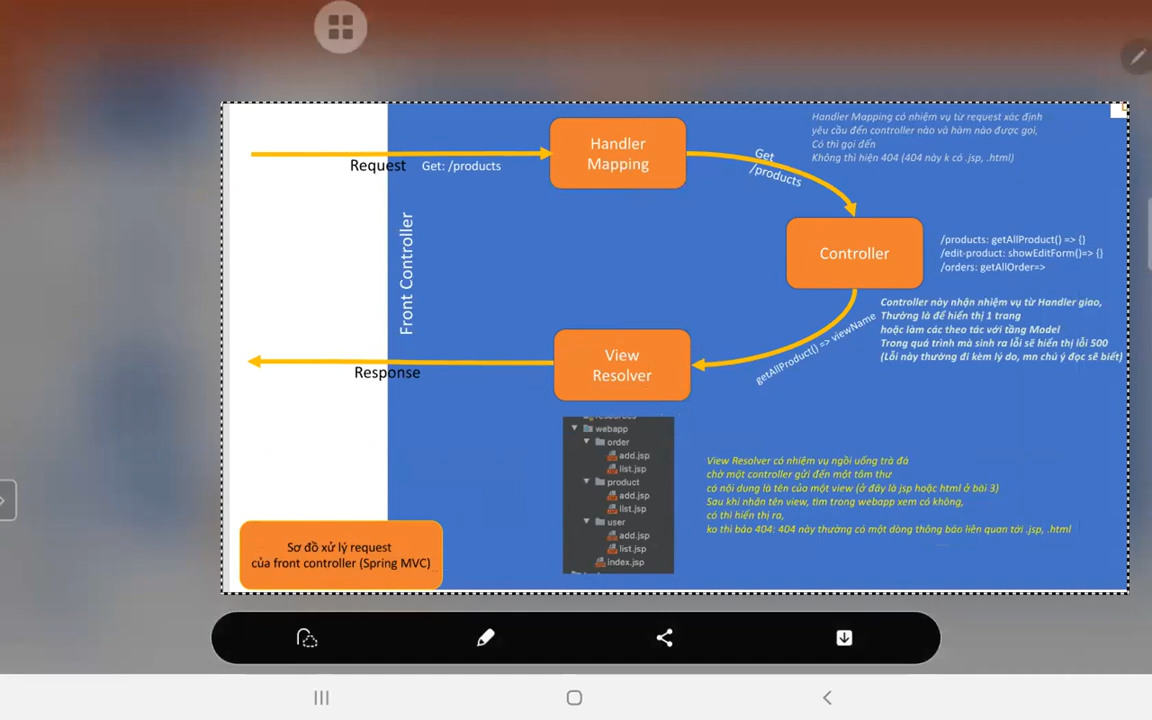 Handler Mapping có nhiệm vụ từ request xác định
yêu cầu đến controller nào và hàm nào được gọi,
Có thì gọi đến
Không thì hiện 404 (404 này k có .jsp, .html)
Handler
Mapping
Request
Get: /products
Get
/products
Front Controller
Controller
/products: getAllProduct() => {}
/edit-product: showEditForm()=> {}
/orders: getAllOrder=>
Controller này nhận nhiệm vụ từ Handler giao,
Thường là để hiển thị 1 trang
hoặc làm các theo tác với tầng Model
Trong quá trình mà sinh ra lỗi sẽ hiển thị lỗi 500
(Lỗi này thường đi kèm lý do, mn chú ý đọc sẽ biết)
getAllProduct() => viewName
View
Resolver
Response
resources
webapp
order
add.jsp
list.jsp
product
add.jsp
list.jsp
user
add.jsp
list.jsp
index.jsp
View Resolver có nhiệm vụ ngồi uống trà đá
chờ một controller gửi đến một tâm thư
có nội dung là tên của một view (ở đây là jsp hoặc html ở bài 3)
Sau khi nhận tên view, tìm trong webapp xem có không,
có thì hiển thị ra,
ko thì báo 404: 404 này thường có một dòng thông báo liên quan tới .jsp, .html
Sơ đồ xử lý request
của front controller (Spring MVC)